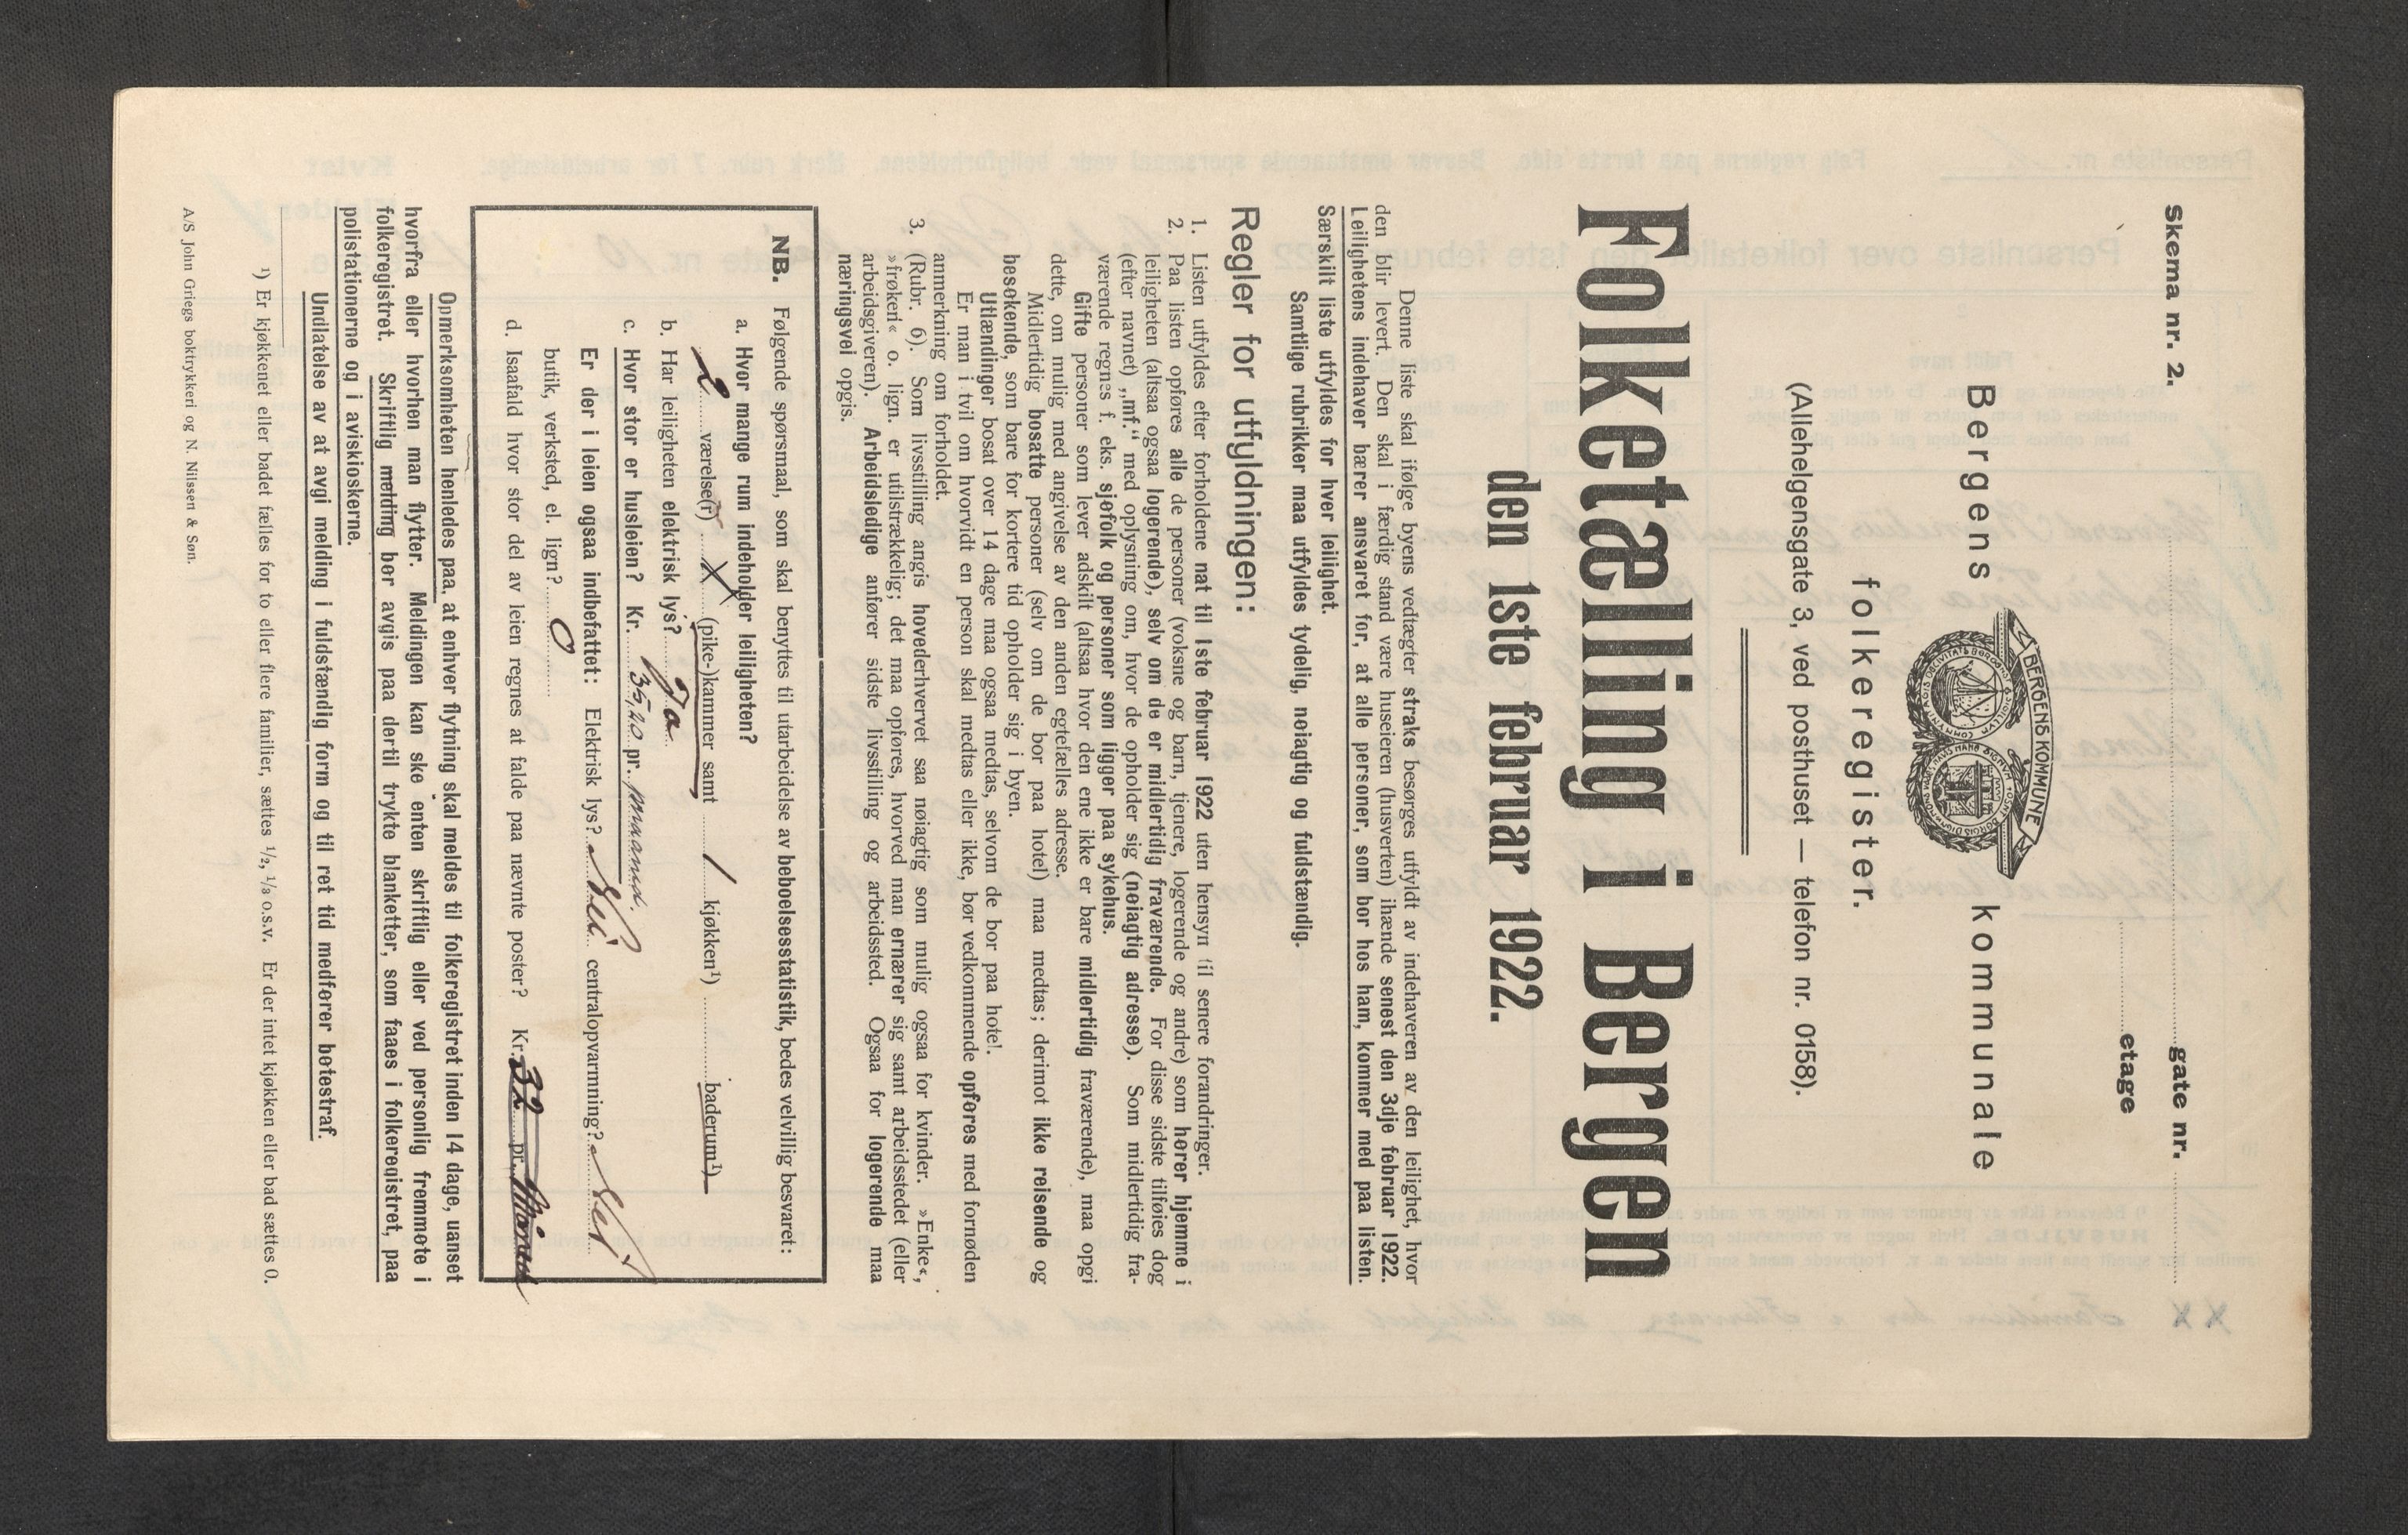 Skema nr. 2.
gate nr.
etage
Bergens kommunale
BERGENS KOMMUNE
folkeregister.
(Allehelgensgate 3, ved posthuset — telefon nr. 0158).
Folketælling i Bergen
den 1ste februar 1922.
Denne liste skal ifølge byens vedtægter straks besørges utfyldt av indehaveren av den leilighet, hvor
den blir levert. Den skal i færdig stand være huseieren (husverten) ihænde senest den 3dje februar 1922.
Leilighetens indehaver bærer ansvaret for, at alle personer, som bor hos ham, kommer med paa listen.
Særskilt liste utfyldes for hver leilighet.
Samtlige rubrikker maa utfyldes tydelig, nøiagtig og fuldstændig.
Regler for utfyldningen:
1. Listen utfyldes efter forholdene nat til 1ste februar 1922 uten hensyn til senere forandringer.
2. Paa listen opføres alle de personer (voksne og barn, tjenere, logerende og andre) som hører hjemme i
leiligheten (altsaa ogsaa logerende), selv om de er midlertidig fraværende. For disse sidste tilføies dog
(efter navnet) „mf.“ med oplysning om, hvor de opholder sig (nøiagtig adresse). Som midlertidig fra-
værende regnes f. eks. sjøfolk og personer som ligger paa sykehus.
Gifte personer som lever adskilt (altsaa hvor den ene ikke er bare midlertidig fraværende), maa opgi
dette, om mulig med angivelse av den anden egtefælles adresse.
Midlertidig bosatte personer (selv om de bor paa hotel) maa medtas; derimot ikke reisende og
besøkende, som bare for kortere tid opholder sig i byen.
Utlændinger bosat over 14 dage maa ogsaa medtas, selvom de bor paa hotel.
Er man i tvil om hvorvidt en person skal medtas eller ikke, bør vedkommende opføres med fornøden
anmerkning om forholdet.
3. (Rubr. 6). Som livsstilling angis hovederhvervet saa nøiagtig som mulig ogsaa for kvinder. »Enke«,
»frøken« o. lign. er utilstrækkelig; det maa opføres, hvorved man ernærer sig samt arbeidsstedet (eller
arbeidsgiveren). Arbeidsledige anfører sidste livsstilling og arbeidssted. Ogsaa for logerende maa
næringsvei opgis.
NB. Følgende spørsmaal, som skal benyttes til utarbeidelse av beboelsesstatistik, bedes velvillig besvaret:
a. Hvor mange rum indeholder leiligheten?
2 værelse(r) X (pike-)kammer samt 1 kjøkken¹) baderum¹).
b. Har leiligheten elektrisk lys? Ja
c. Hvor stor er husleien? Kr. 35,20 pr. maaned.
Er der i leien ogsaa indbefattet: Elektrisk lys? Nei centralopvarmning? Nei
butik, verksted, el. lign? 0
d. Isaafald hvor stor del av leien regnes at falde paa nævnte poster? Kr. 32 pr.
Opmerksomheten henledes paa, at enhver flytning skal meldes til folkeregistret inden 14 dage, uanset
hvorfra eller hvorhen man flytter. Meldingen kan ske enten skriftlig eller ved personlig fremmøte i
folkeregistret. Skriftlig melding bør avgis paa dertil trykte blanketter, som faaes i folkeregistret, paa
polistationerne og i aviskioskerne.
Undlatelse av at avgi melding i fuldstændig form og til ret tid medfører bøtestraf.
¹) Er kjøkkenet eller badet fælles for to eller flere familier, sættes ½, ⅓ o.s.v. Er der intet kjøkken eller bad sættes 0.
A/S John Griegs boktrykkeri og N. Nilssen & Søn.